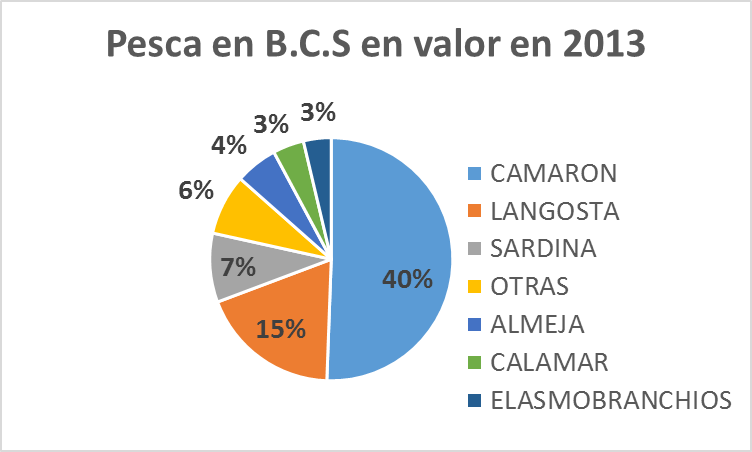 Pesca en B.C.S en valor en 2013
3%
3%
4%
6%
7%
15%
40%
CAMARON
LANGOSTA
SARDINA
OTRAS
ALMEJA
CALAMAR
ELASMOBRANCHIOS